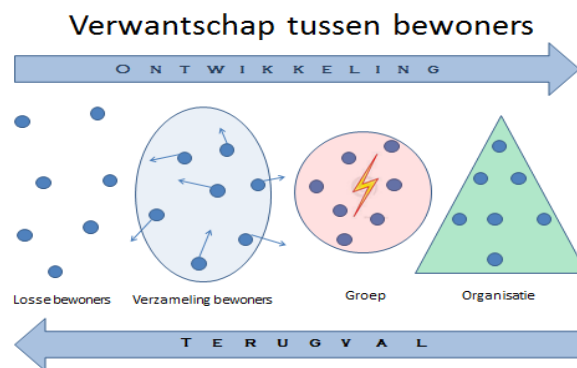 Verwantschap tussen bewoners
ONTWIKKELING
Losse bewoners
Verzameling bewoners
Groep
Organisatie
TERUGVAL